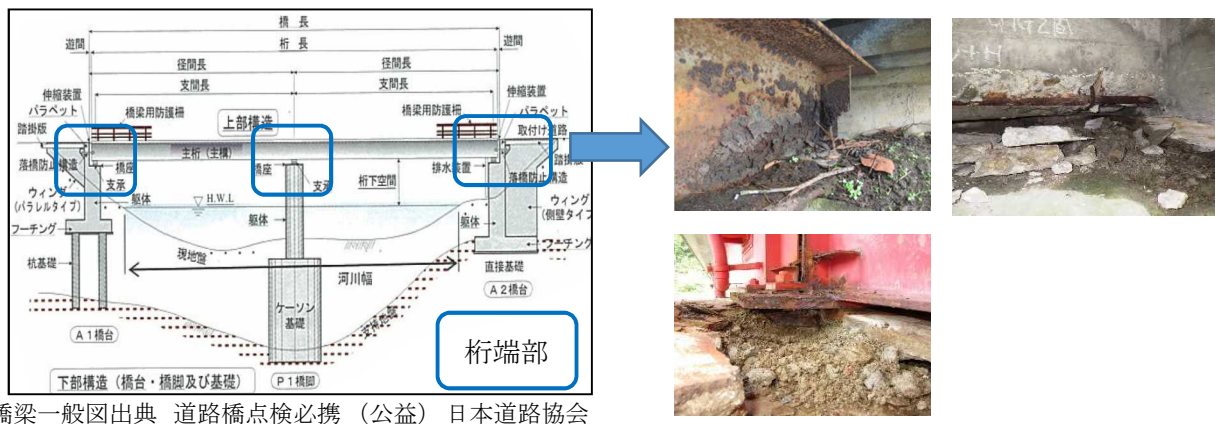 橋 長
遊間 桁 長 遊間
径間長 径間長
支間長 支間長
伸縮装置 伸縮装置
パラペット 橋梁用防護柵 橋梁用防護柵 パラペット
踏掛版 上部構造 取付け道路
主桁(主構) 踏掛版
落橋防止構造 橋座 橋座 排水装置 落橋防止構造
支承 支承 桁下空間
ウィング H.W.L ウィング
(パラレルタイプ) 躯体 躯体 躯体 (側壁タイプ)
フーチング フーチング
現地盤
杭基礎 河川幅 直接基礎
ケーソン A2橋台
基礎 支持地盤
A1橋台 桁端部
下部構造(橋台・橋脚及び基礎) P1橋脚
橋梁一般図出典 道路橋点検必携 (公益) 日本道路協会